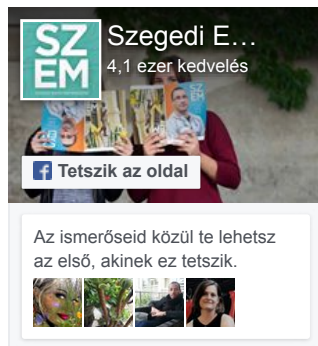 SZ
EM
Szegedi E…
4,1 ezer kedvelés
Tetszik az oldal
Az ismerőseid közül te lehetsz
az első, akinek ez tetszik.